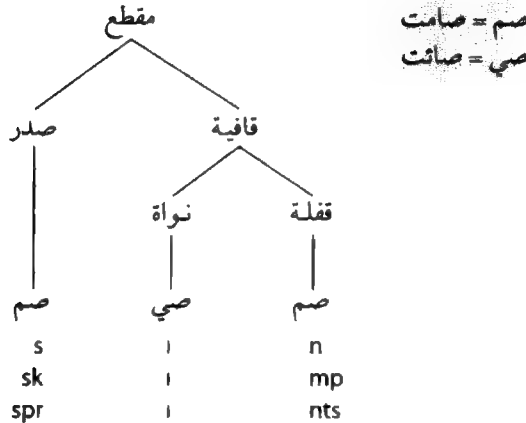 مقطع
صم = صامت
صي = صائت
صدر قافية
نواة قفلة
صم صي صم
s ı n
sk ı mp
spr ı nts